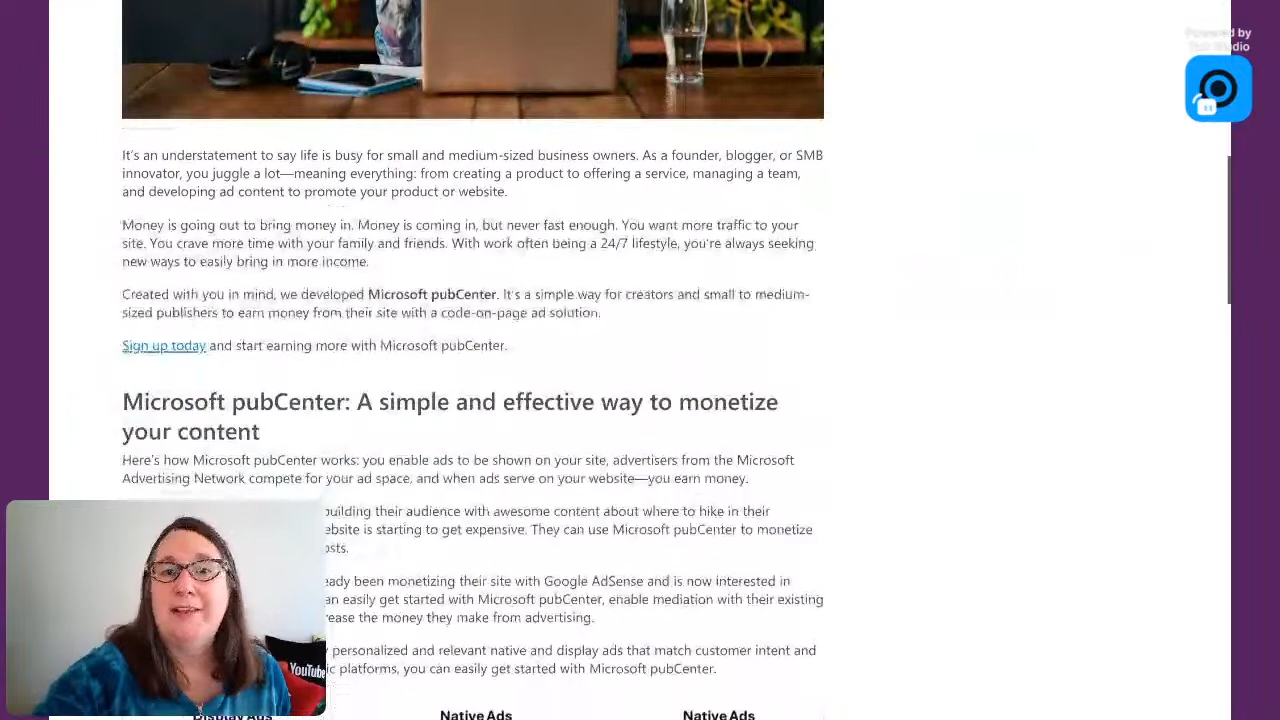 Powered by
It's an understatement to say life is busy for small and medium-sized business owners. As a founder, blogger, or SMB
innovator, you juggle a lot—meaning everything: from creating a product to offering a service, managing a team,
and developing ad content to promote your product or website.
Money is going out to bring money in. Money is coming in, but never fast enough. You want more traffic to your
site. You crave more time with your family and friends. With work often being a 24/7 lifestyle, you're always seeking
new ways to easily bring in more income.
Created with you in mind, we developed Microsoft pubCenter. It's a simple way for creators and small to medium-
sized publishers to earn money from their site with a code-on-page ad solution.
Sign up today and start earning more with Microsoft pubCenter.
Microsoft pubCenter: A simple and effective way to monetize
your content
Here's how Microsoft pubCenter works: you enable ads to be shown on your site, advertisers from the Microsoft
Advertising Network compete for your ad space, and when ads serve on your website—you earn money.
building their audience with awesome content about where to hike in their
website is starting to get expensive. They can use Microsoft pubCenter to monetize
eady been monetizing their site with Google AdSense and is now interested in
an easily get started with Microsoft pubCenter, enable mediation with their existing
crease the money they make from advertising.
personalized and relevant native and display ads that match customer intent and
platforms, you can easily get started with Microsoft pubCenter.
YouTube
Display Ads
Native Ads
Native Ads